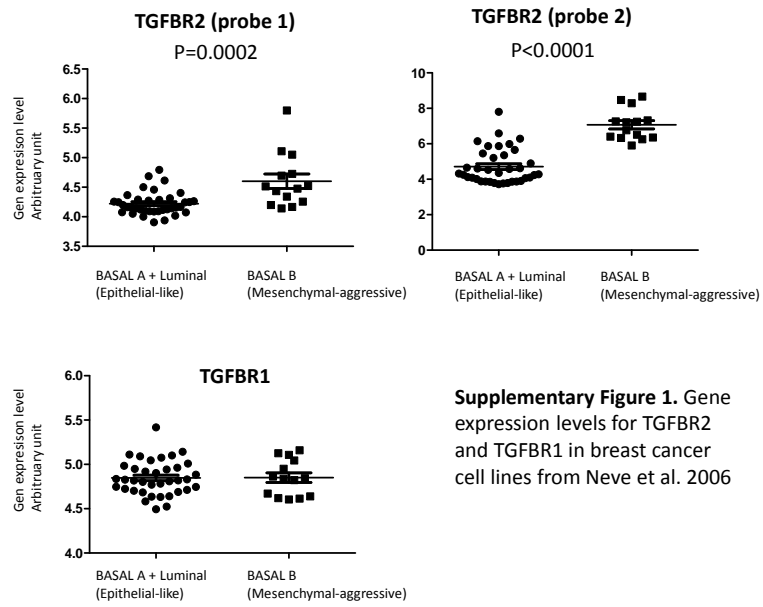 TGFBR2 (probe 1)
P=0.0002
Gen expresison level
Arbitruary unit
6.5
6.0
5.5
5.0
4.5
4.0
3.5
BASAL A + Luminal
(Epithelial-like)
BASAL B
(Mesenchymal-aggressive)
TGFBR2 (probe 2)
P<0.0001
10
8
6
4
2
0
BASAL A + Luminal
(Epithelial-like)
BASAL B
(Mesenchymal-aggressive)
TGFBR1
Gen expresison level
Arbitruary unit
6.0
5.5
5.0
4.5
4.0
BASAL A + Luminal
(Epithelial-like)
BASAL B
(Mesenchymal-aggressive)
Supplementary Figure 1. Gene
expression levels for TGFBR2
and TGFBR1 in breast cancer
cell lines from Neve et al. 2006